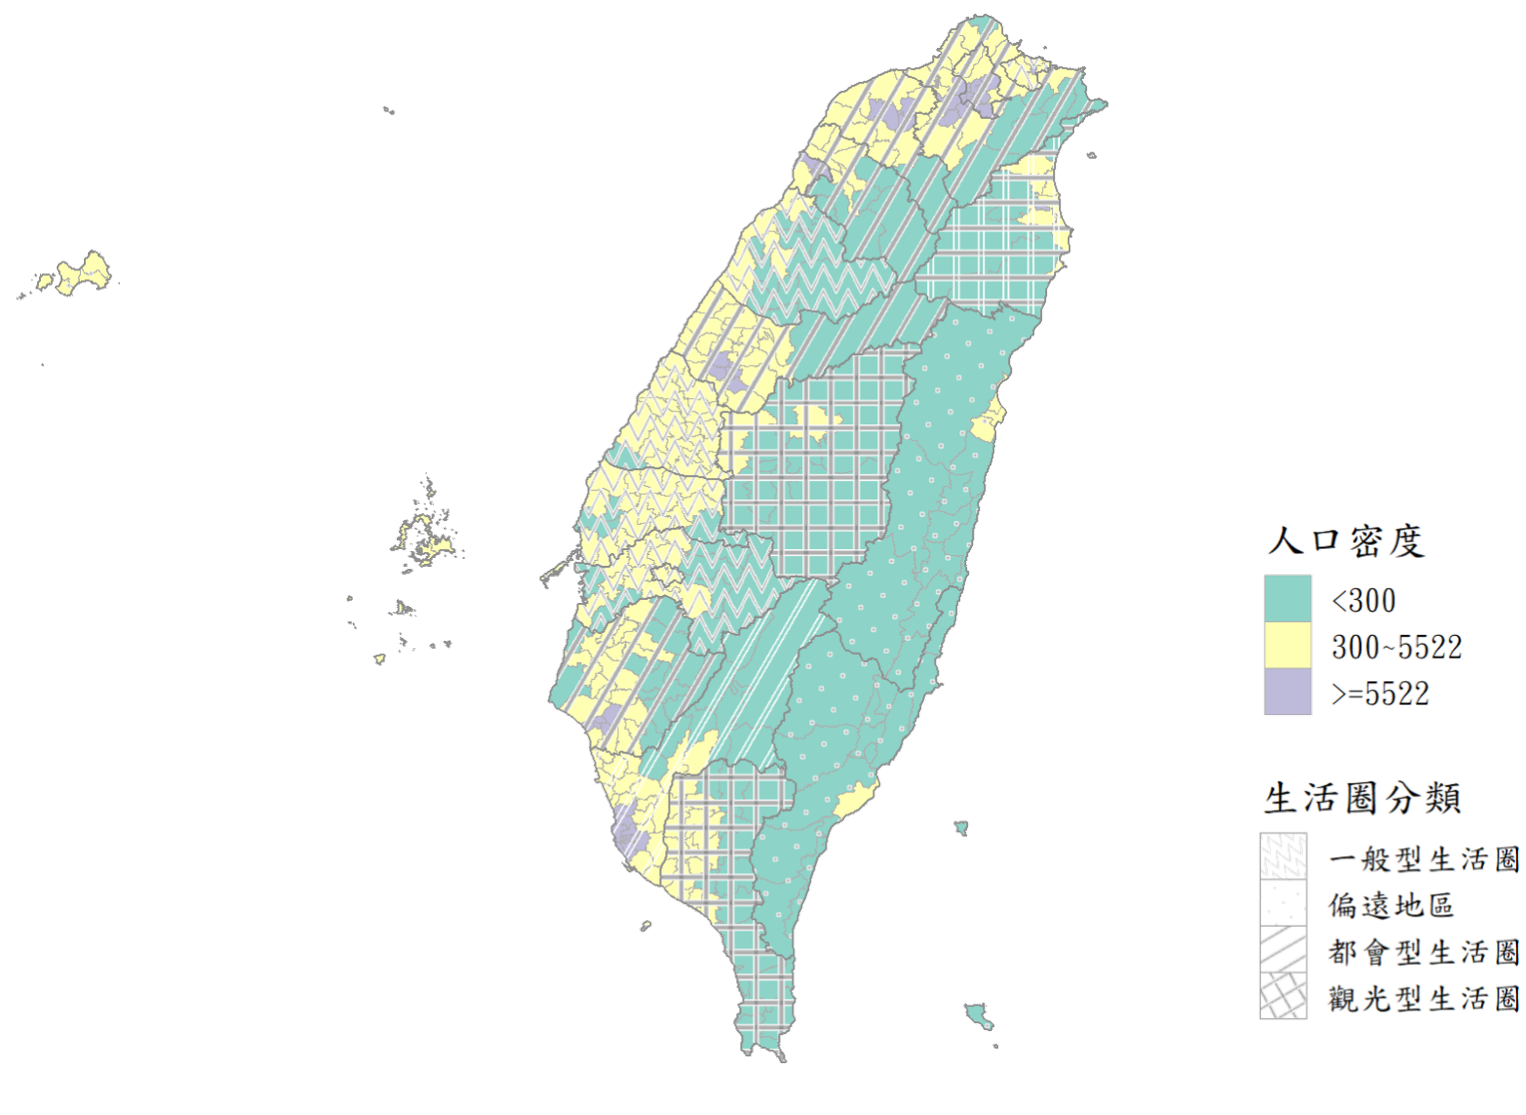 人口密度
<300
300~5522
>=5522
生活圈分類
一般型生活圈
偏遠地區
都會型生活圈
觀光型生活圈